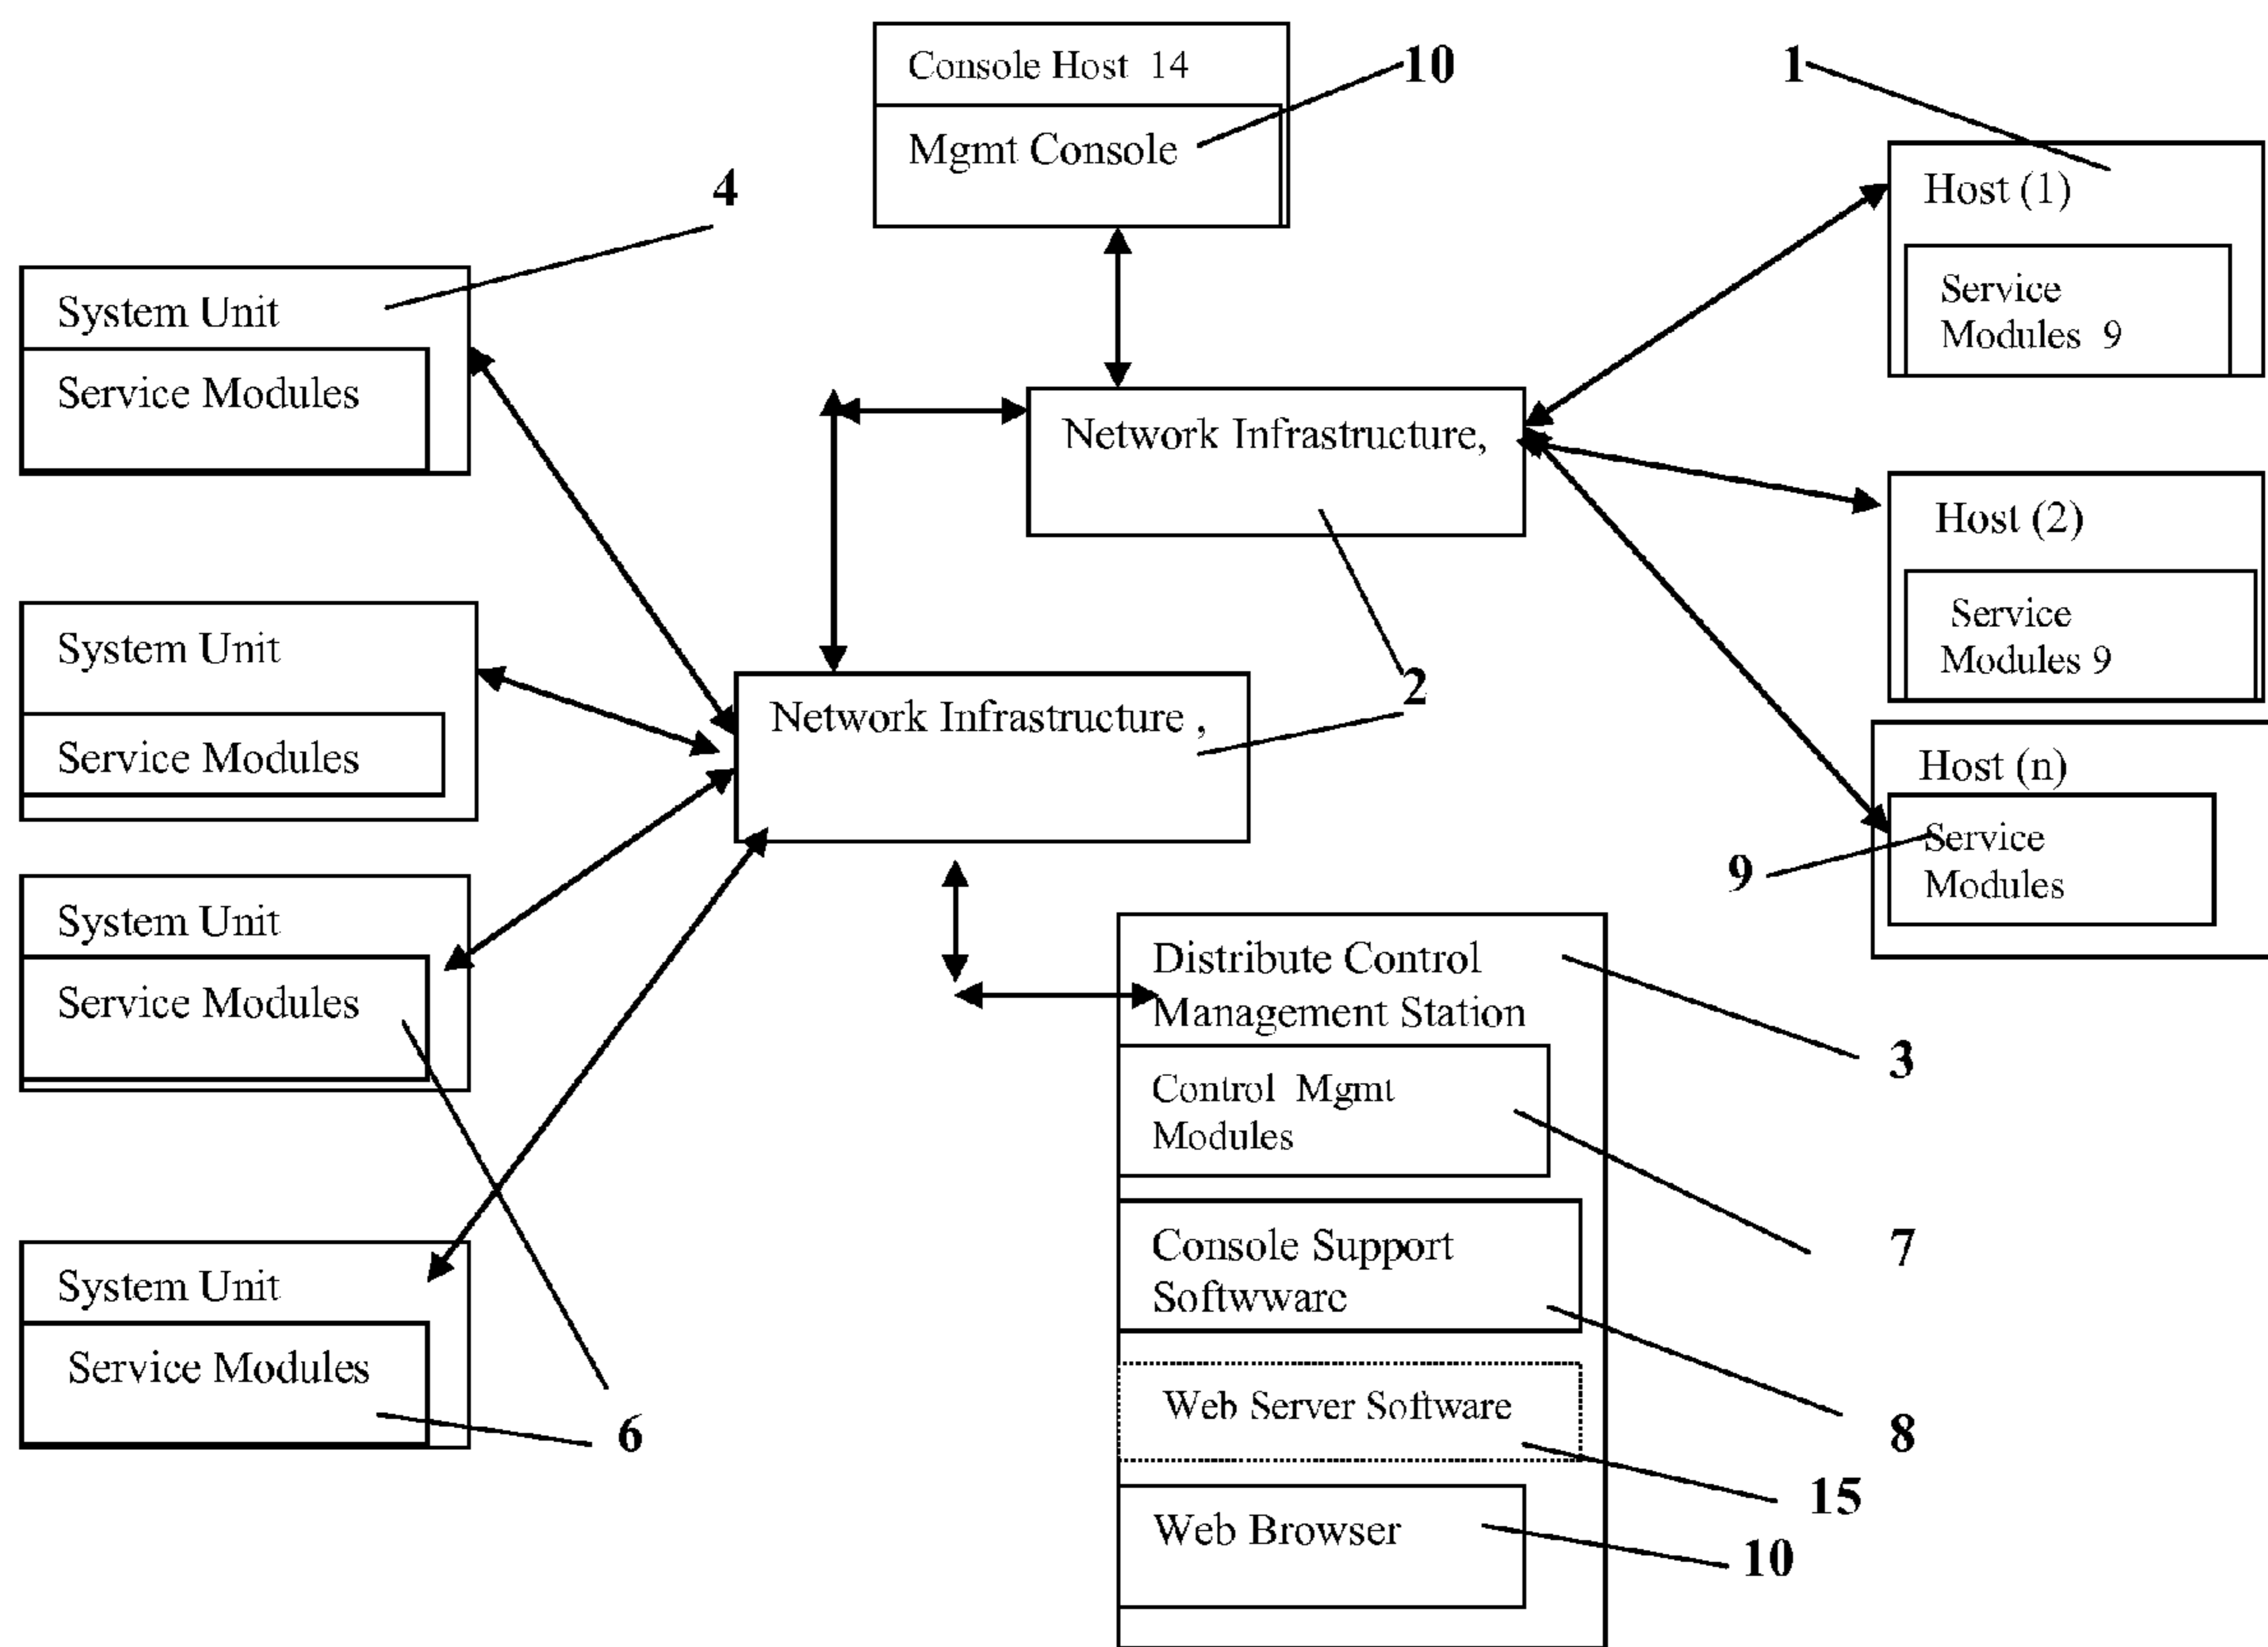 Console Host 14
Mgmt Console
10
1
Host (1)
Service
Modules 9
4
System Unit
Service Modules
Network Infrastructure,
Host (2)
Service
Modules 9
System Unit
Service Modules
Network Infrastructure ,
2
Host (n)
Service
Modules
9
System Unit
Service Modules
Distribute Control
Management Station
3
Control Mgmt
Modules
7
Console Support
Softwware
8
System Unit
Service Modules
6
Web Server Software
15
Web Browser
10